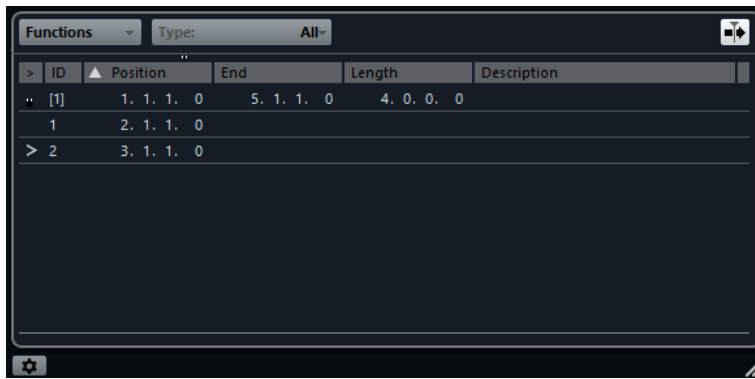 Functions Type: All
> ID Position End Length Description
[1] 1. 1. 1. 0 5. 1. 1. 0 4. 0. 0. 0
1 2. 1. 1. 0
> 2 3. 1. 1. 0